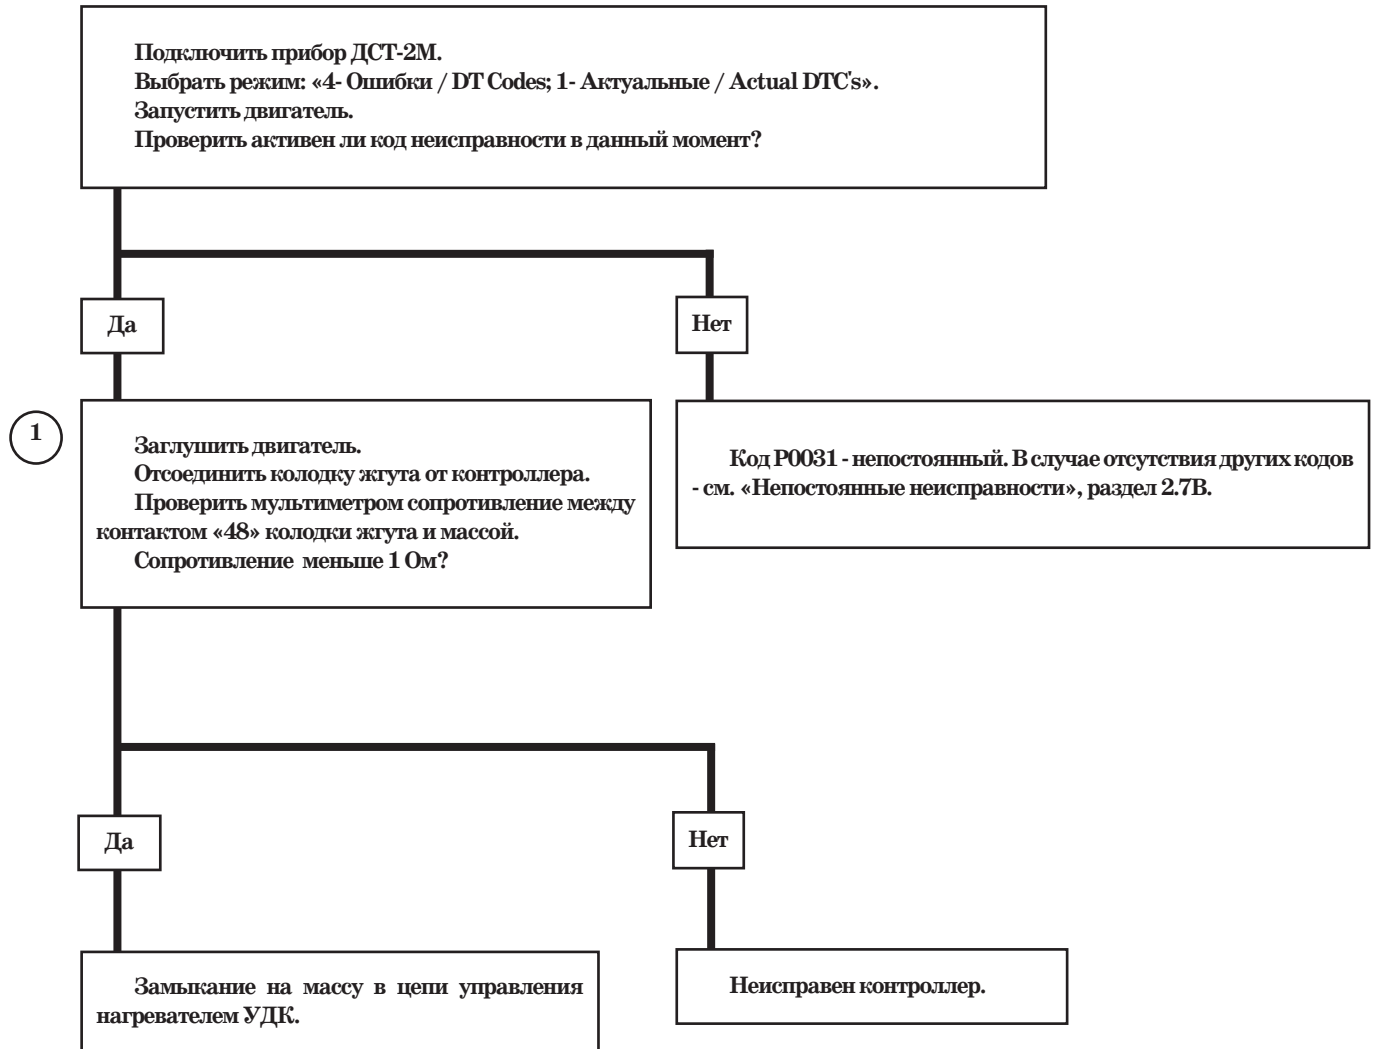 Подключить прибор ДСТ-2М.
Выбрать режим: «4- Ошибки / DT Codes; 1- Актуальные / Actual DTC's».
Запустить двигатель.
Проверить активен ли код неисправности в данный момент?
Да
Нет
1
Заглушить двигатель.
Отсоединить колодку жгута от контроллера.
Проверить мультиметром сопротивление между
контактом «48» колодки жгута и массой.
Сопротивление меньше 1 Ом?
Код Р0031 - непостоянный. В случае отсутствия других кодов
- см. «Непостоянные неисправности», раздел 2.7В.
Да
Нет
Замыкание на массу в цепи управления
нагревателем УДК.
Неисправен контроллер.